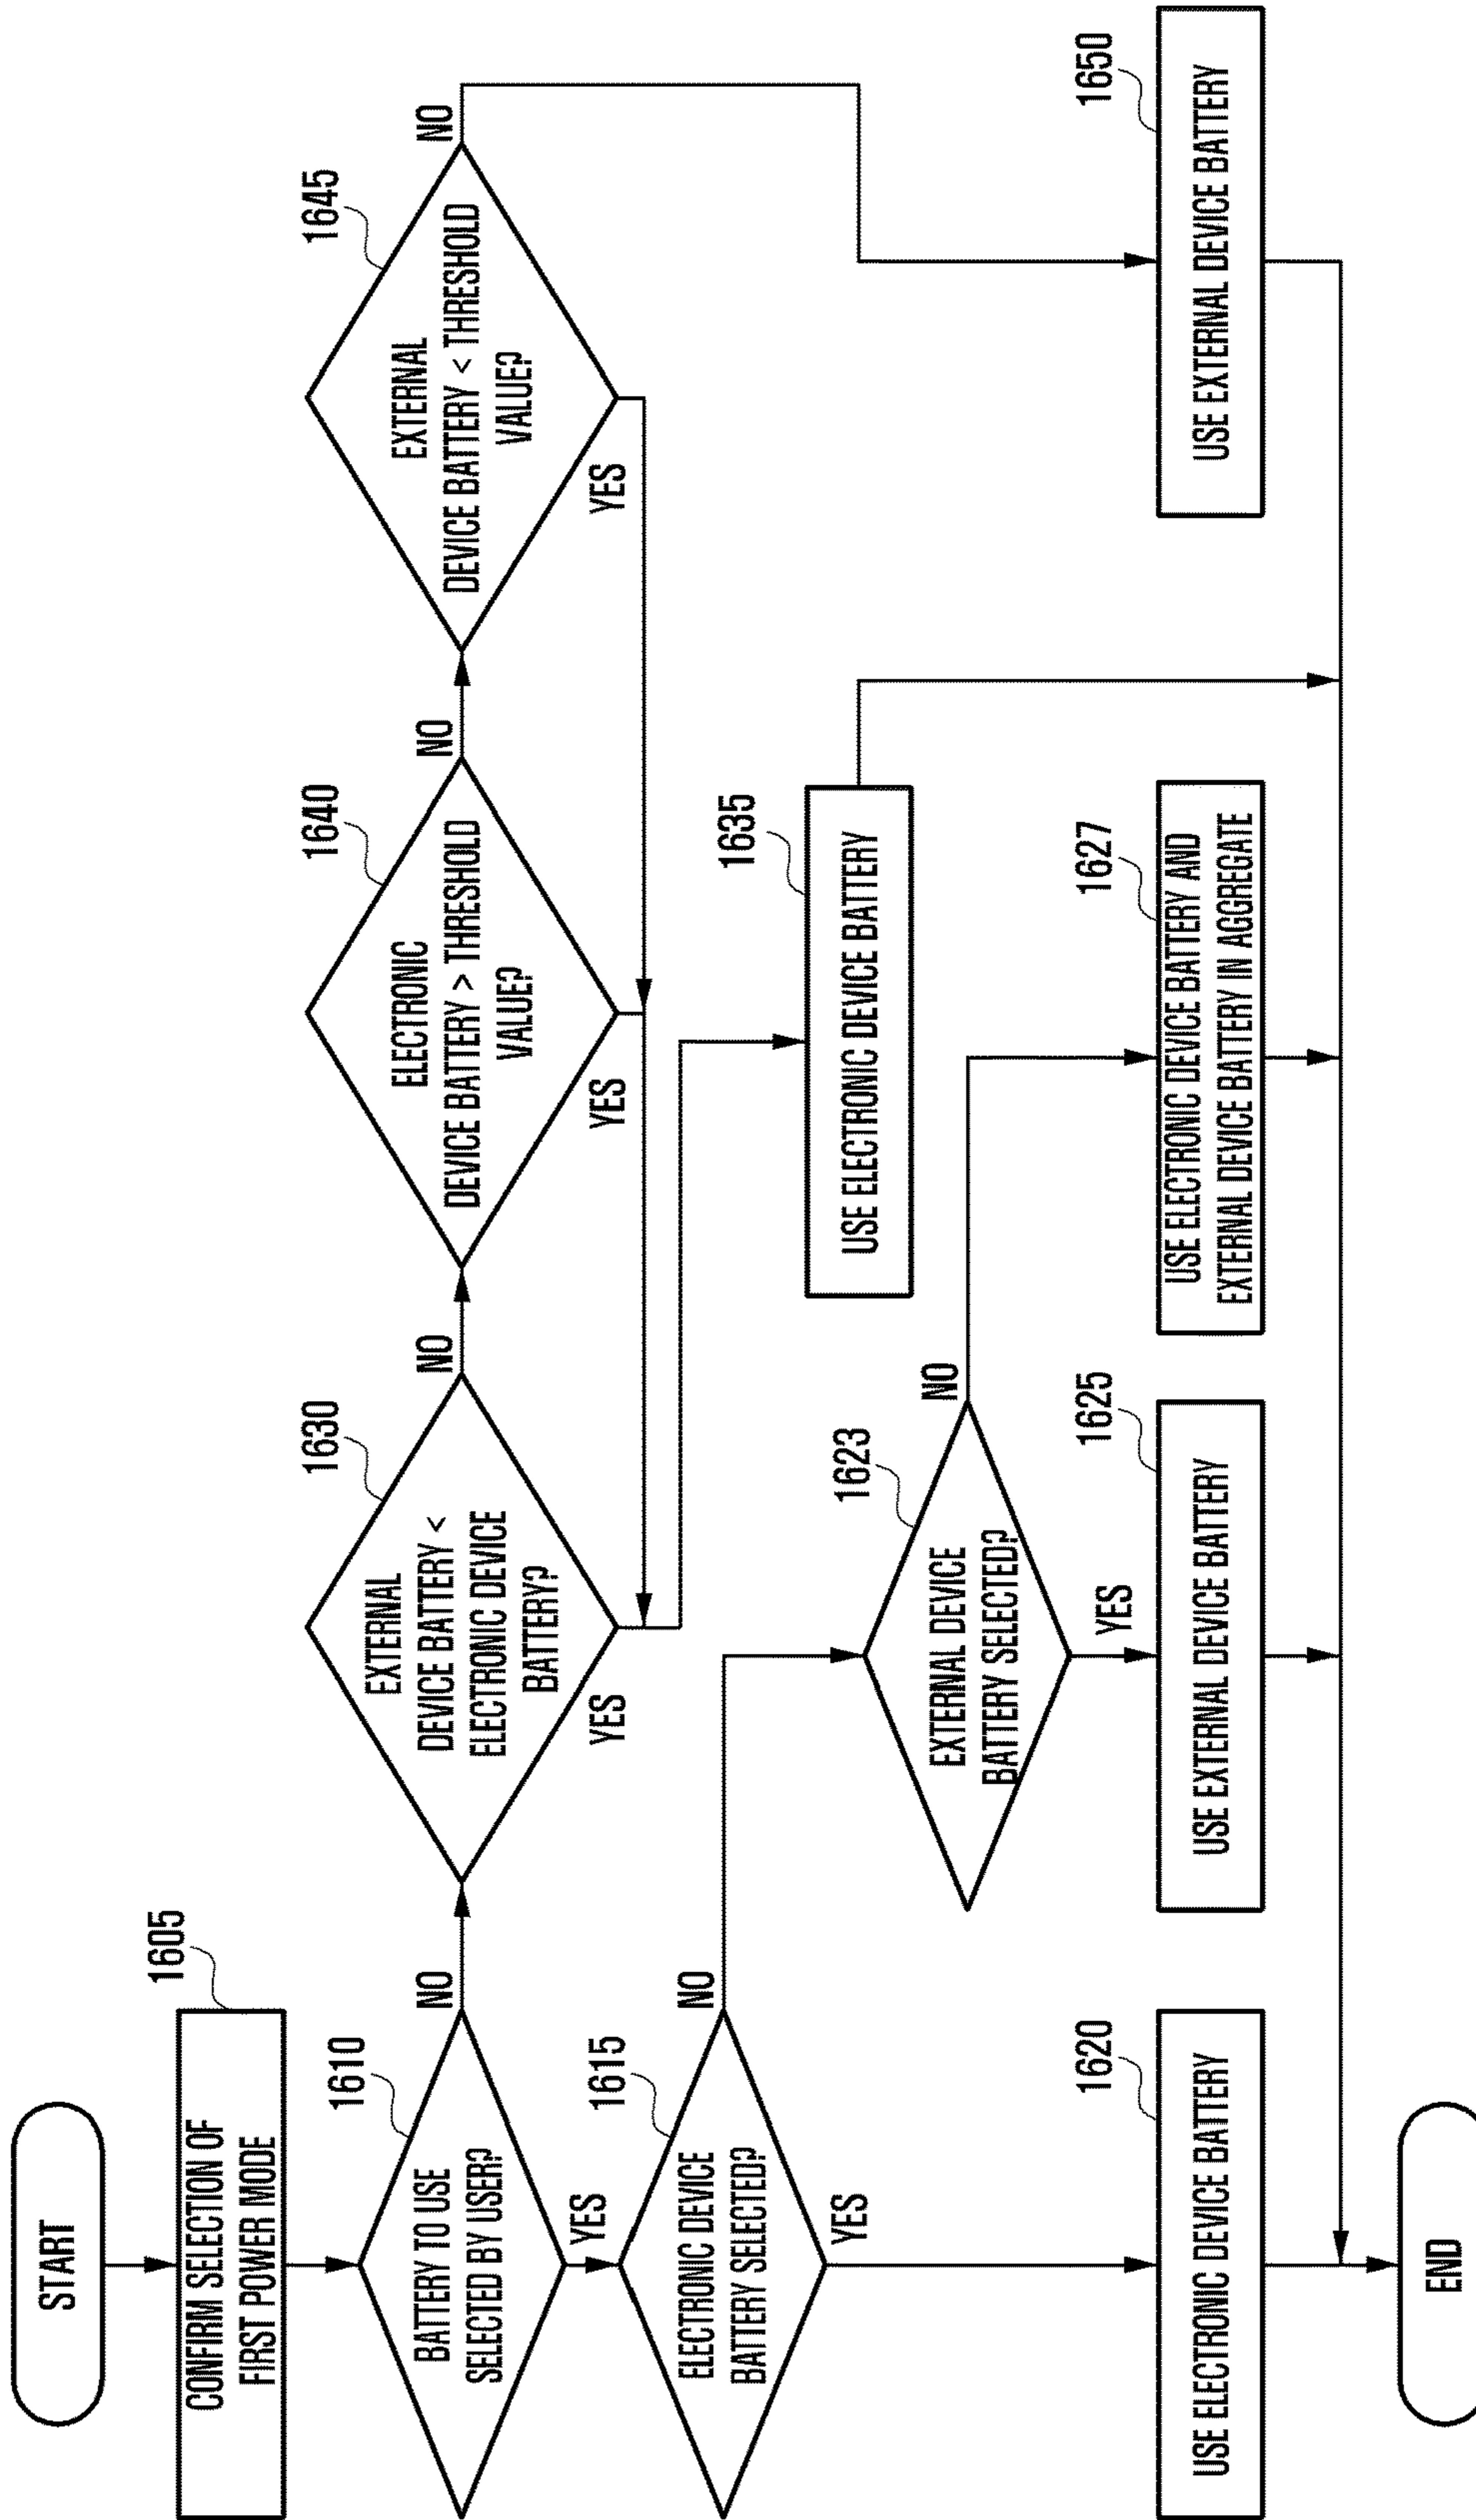 START
1605
CONFIRM SELECTION OF
FIRST POWER MODE
1610
BATTERY TO USE
SELECTED BY USER?
NO
YES
1630
EXTERNAL
DEVICE BATTERY <
ELECTRONIC DEVICE
BATTERY?
NO
YES
1640
ELECTRONIC
DEVICE BATTERY > THRESHOLD
VALUE?
NO
YES
1645
EXTERNAL
DEVICE BATTERY < THRESHOLD
VALUE?
NO
YES
1615
ELECTRONIC DEVICE
BATTERY SELECTED?
NO
YES
1635
USE ELECTRONIC DEVICE BATTERY
1623
EXTERNAL DEVICE
BATTERY SELECTED?
NO
YES
1620
USE ELECTRONIC DEVICE BATTERY
1625
USE EXTERNAL DEVICE BATTERY
1627
USE ELECTRONIC DEVICE BATTERY AND
EXTERNAL DEVICE BATTERY IN AGGREGATE
1650
USE EXTERNAL DEVICE BATTERY
END